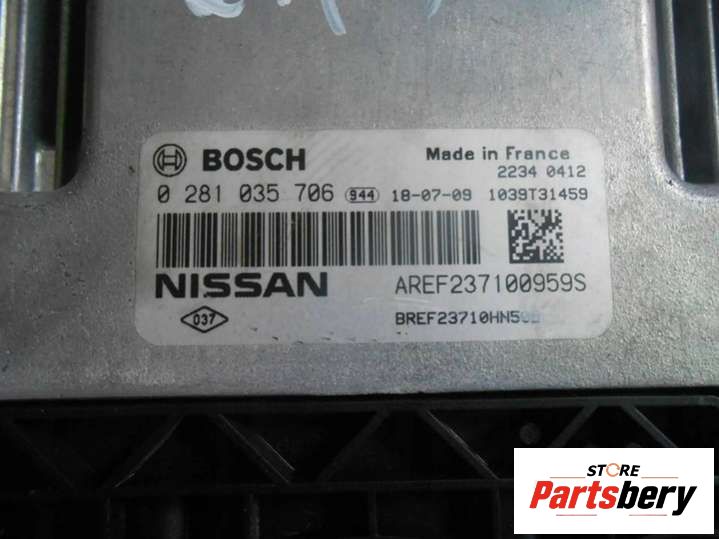 BOSCH
Made in France
2234 0412
0 281 035 706 944 18-07-09 1039T31459
NISSAN
AREF237100959S
037
STORE
Partsbery